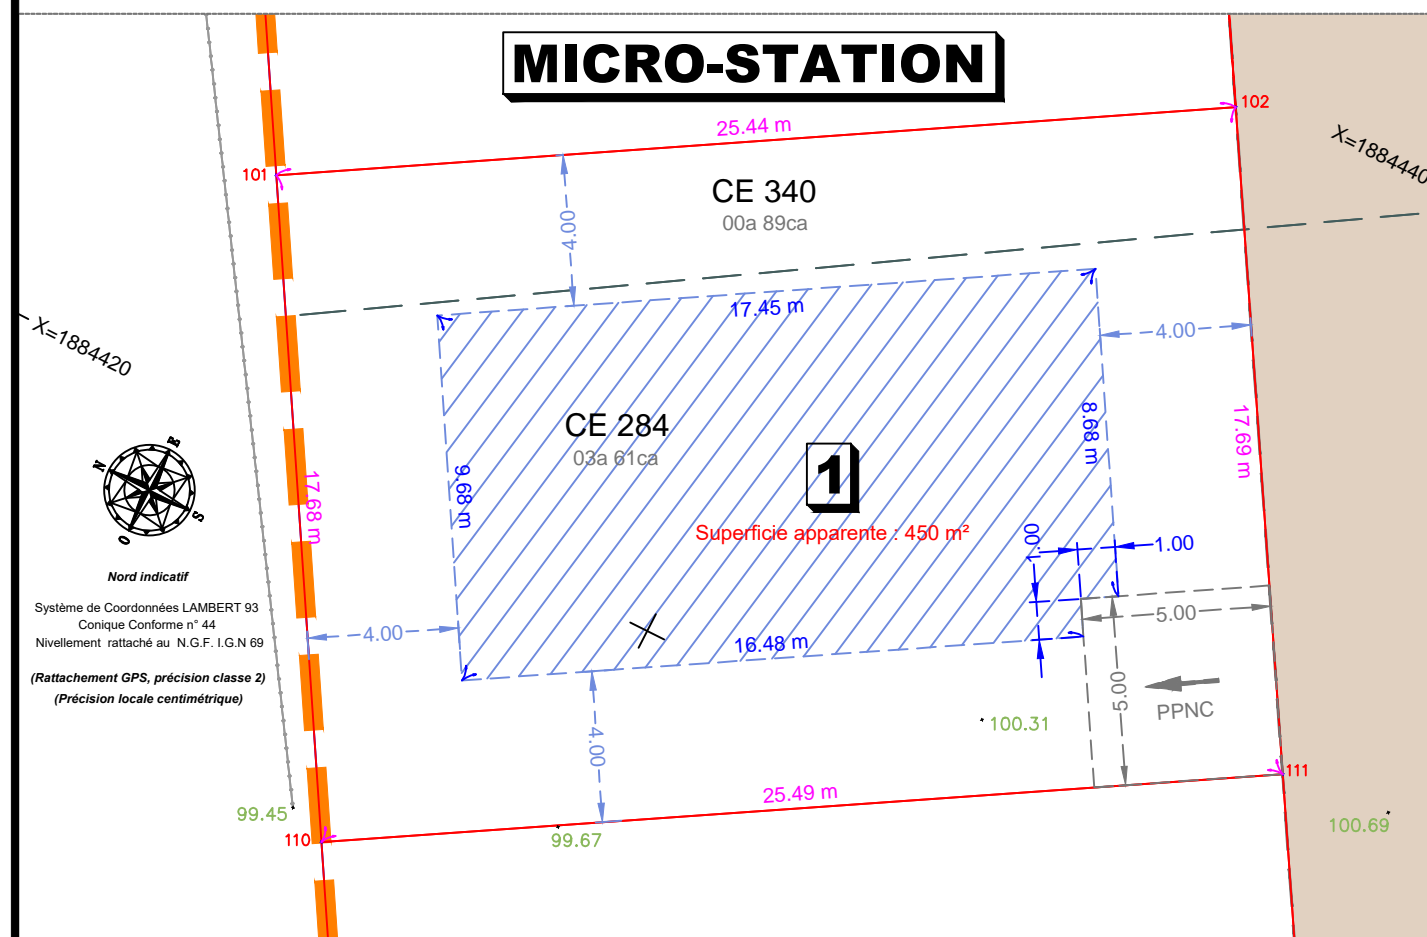 MICRO-STATION
102
25.44 m
X=1884440
101
CE 340
00a 89ca
4.00
17.45 m
4.00
X=1884420
CE 284
03a 61ca
8.68 m
17.69 m
N
E
S
O
17.68 m
9.68 m
1
Superficie apparente : 450 m²
1.00
1.00
Nord indicatif
Système de Coordonnées LAMBERT 93
Conique Conforme n° 44
Nivellement rattaché au N.G.F. I.G.N 69
(Rattachement GPS, précision classe 2)
(Précision locale centimétrique)
4.00
16.48 m
5.00
5.00
PPNC
100.31
4.00
111
25.49 m
99.45
110
99.67
100.69